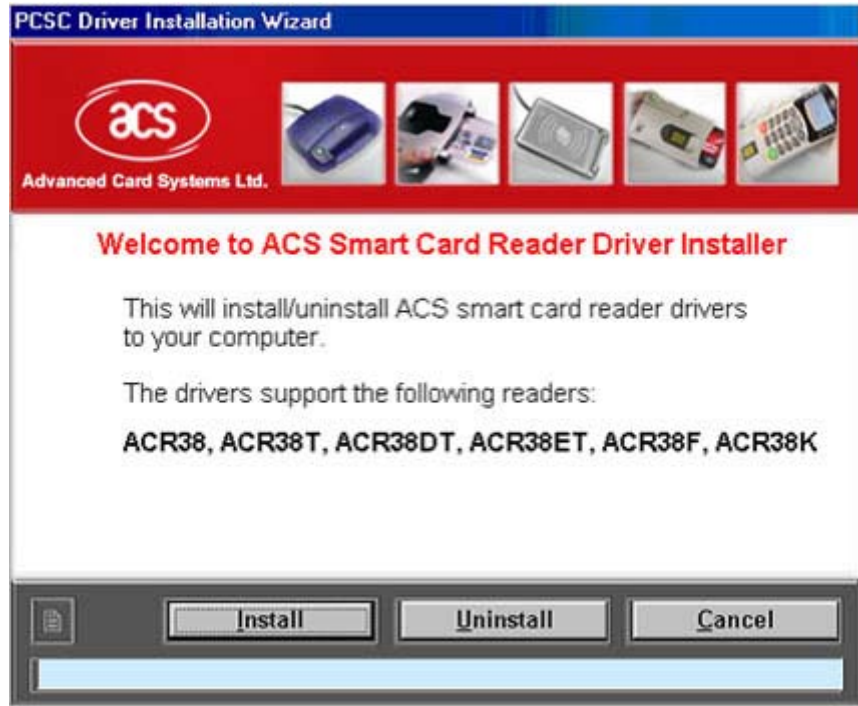 PCSC Driver Installation Wizard
acs
Advanced Card Systems Ltd.
Welcome to ACS Smart Card Reader Driver Installer
This will install/uninstall ACS smart card reader drivers
to your computer.
The drivers support the following readers:
ACR38, ACR38T, ACR38DT, ACR38ET, ACR38F, ACR38K
Install
Uninstall
Cancel